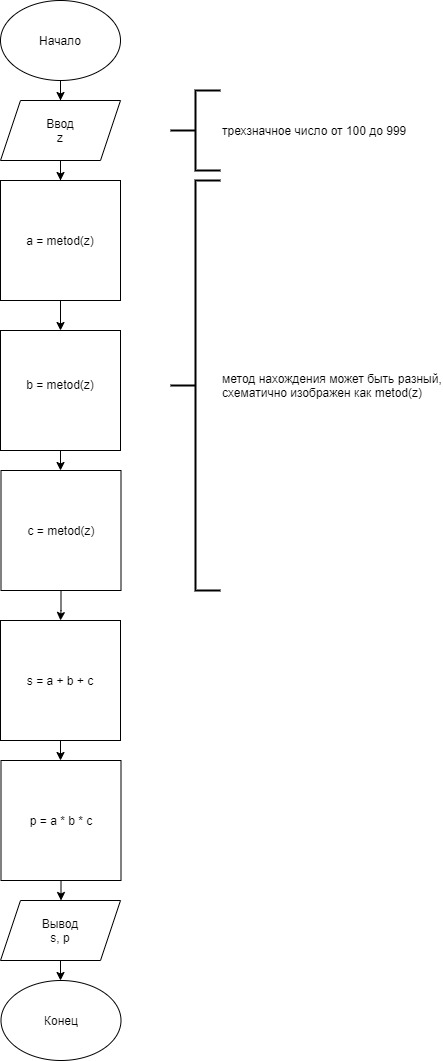 Начало
Ввод
z
трехзначное число от 100 до 999
a = metod(z)
b = metod(z)
метод нахождения может быть разный,
схематично изображен как metod(z)
c = metod(z)
s = a + b + c
p = a * b * c
Вывод
s, p
Конец